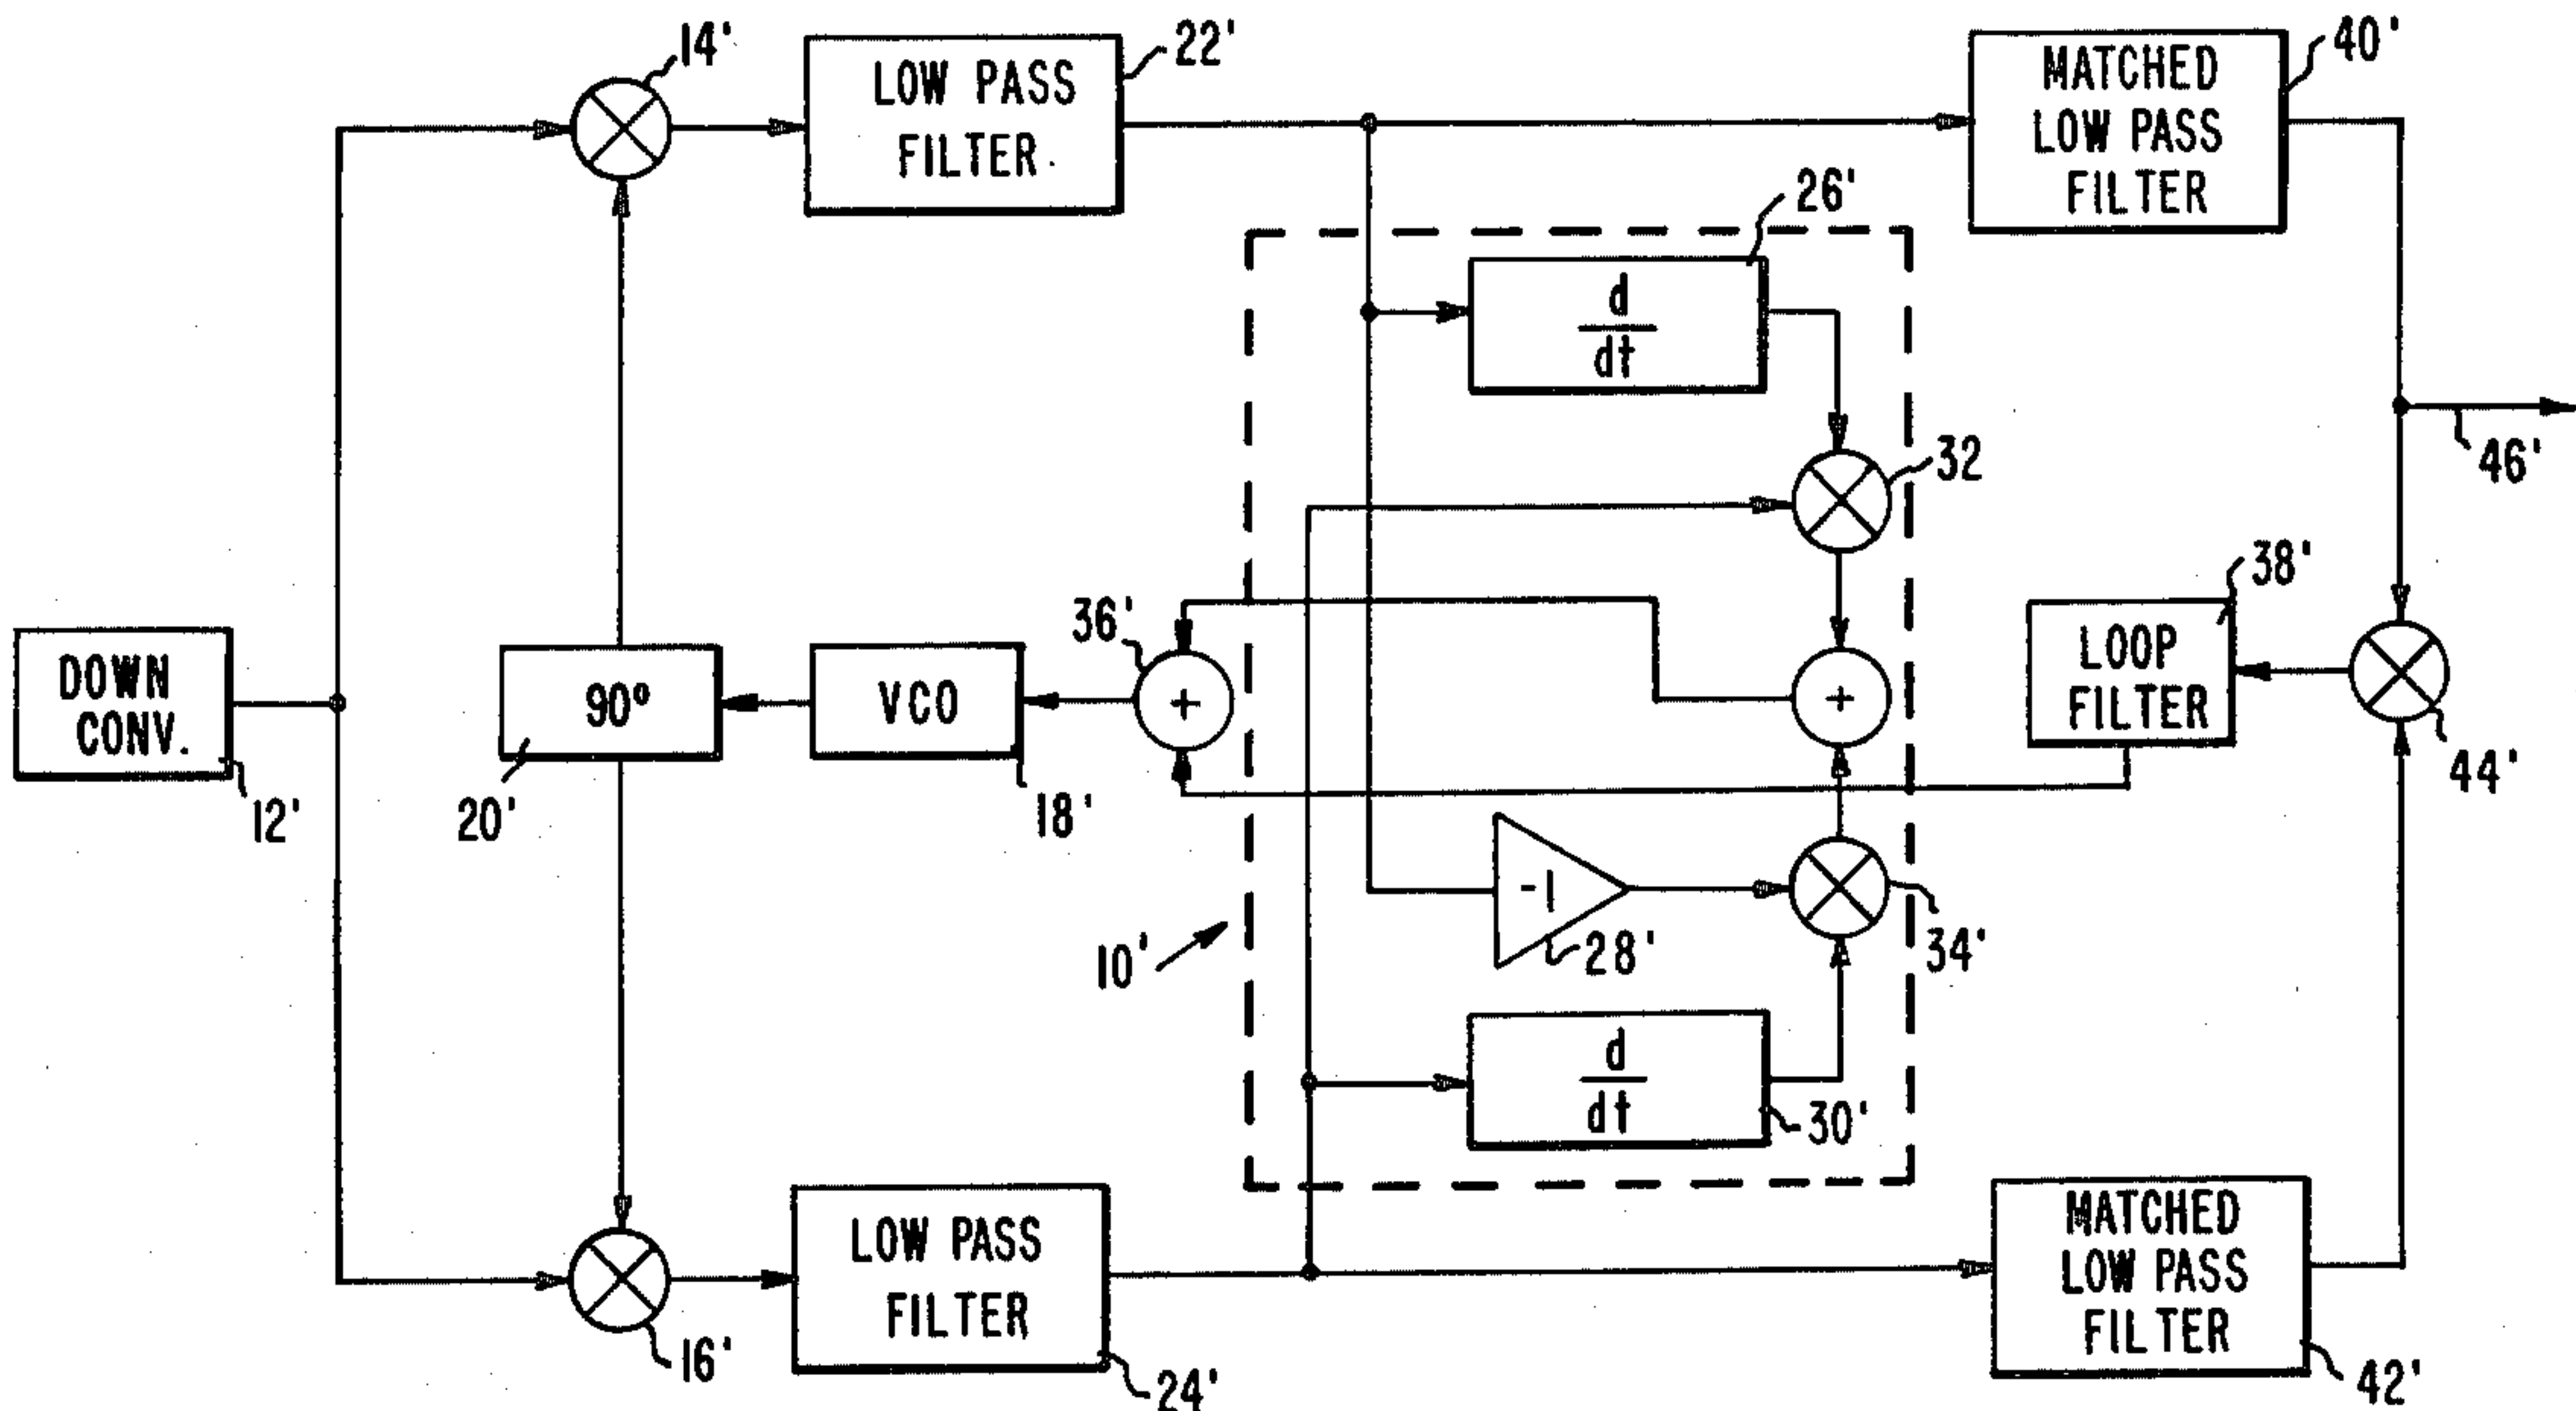 14'
LOW PASS
FILTER
22'
MATCHED
LOW PASS
FILTER
40'
d
dt
26'
32
46'
DOWN
CONV.
12'
90°
20'
VCO
18'
36'
+
+
LOOP
FILTER
38'
44'
10'
-1
28'
34'
d
dt
30'
16'
LOW PASS
FILTER
24'
MATCHED
LOW PASS
FILTER
42'